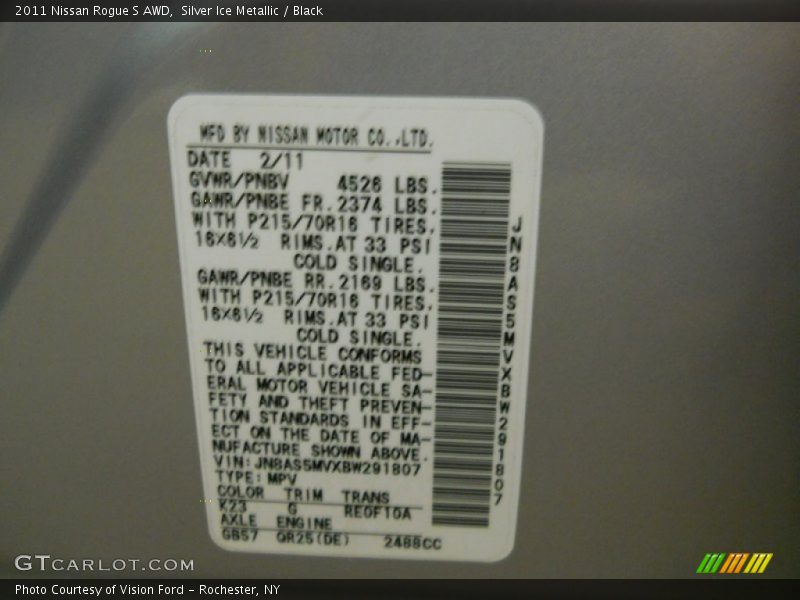 2011 Nissan Rogue S AWD,  Silver Ice Metallic / Black
MFD BY NISSAN MOTOR CO.,LTD.
DATE 2/11
GVWR/PNBV 4526 LBS.
GAWR/PNBE FR.2374 LBS.
WITH P215/70R16 TIRES,
16X6½ RIMS.AT 33 PSI
COLD SINGLE.
GAWR/PNBE RR.2169 LBS.
WITH P215/70R16 TIRES,
16X6½ RIMS.AT 33 PSI
COLD SINGLE.
THIS VEHICLE CONFORMS
TO ALL APPLICABLE FED-
ERAL MOTOR VEHICLE SA-
FETY AND THEFT PREVEN-
TION STANDARDS IN EFF-
ECT ON THE DATE OF MA-
NUFACTURE SHOWN ABOVE.
VIN:JN8AS5MVXBW291807
TYPE:MPV
COLOR TRIM TRANS
K23 G RE0F10A
AXLE ENGINE
GB57 QR25(DE) 2488CC
JN8AS5MVXBW291807
GTCARLOT.COM
Photo Courtesy of Vision Ford - Rochester, NY